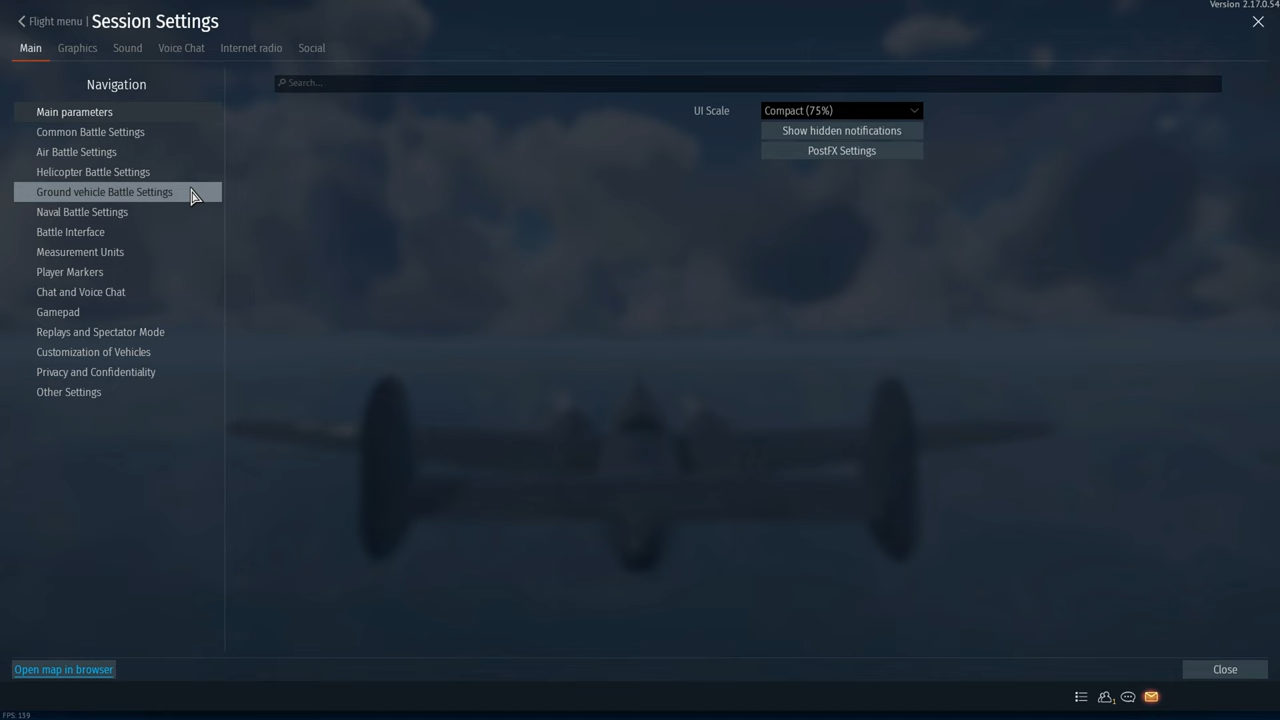 Version 2.17.0.54
Flight menu | Session Settings
Main Graphics Sound Voice Chat Internet radio Social
Navigation
Search...
Main parameters
Common Battle Settings
Air Battle Settings
Helicopter Battle Settings
Ground vehicle Battle Settings
Naval Battle Settings
Battle Interface
Measurement Units
Player Markers
Chat and Voice Chat
Gamepad
Replays and Spectator Mode
Customization of Vehicles
Privacy and Confidentiality
Other Settings
UI Scale Compact (75%)
Show hidden notifications
PostFX Settings
Open map in browser
Close
1
FPS: 139